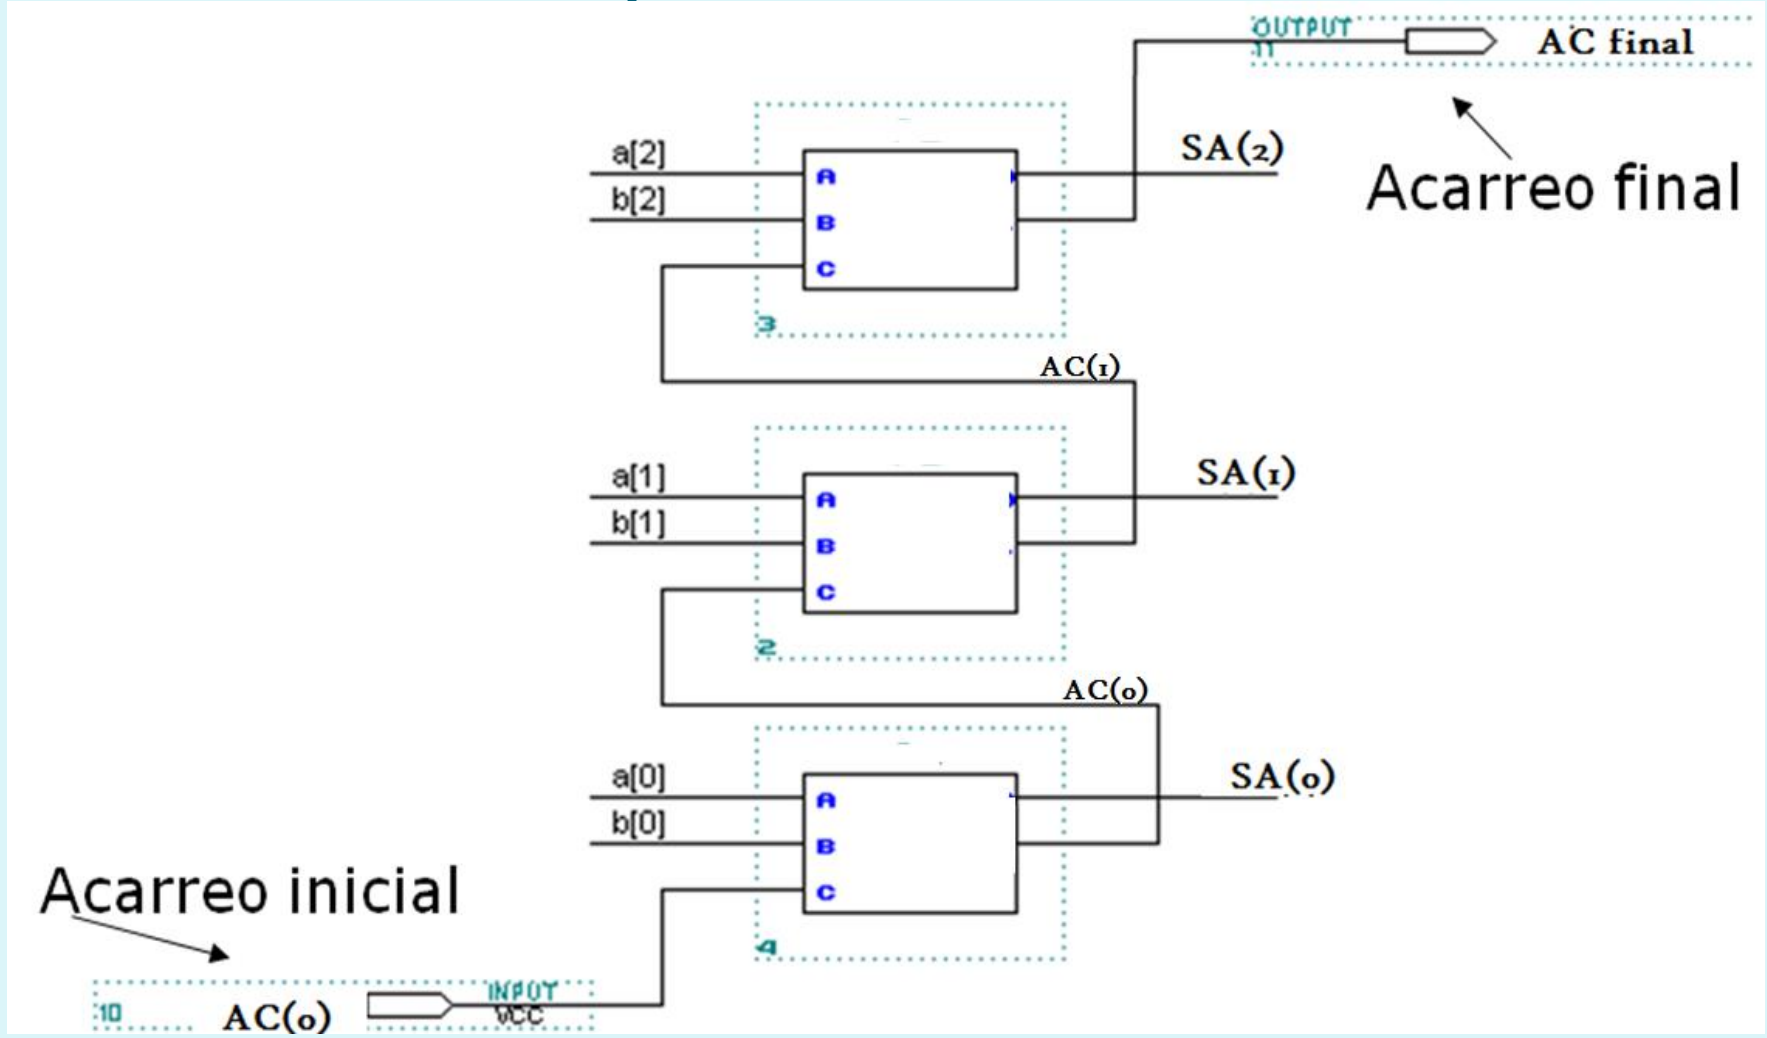 OUTPUT
11
AC final
Acarreo final
a[2]
b[2]
A
B
C
SA(2)
3
AC(1)
a[1]
b[1]
A
B
C
SA(1)
2
AC(0)
a[0]
b[0]
A
B
C
SA(0)
4
Acarreo inicial
10
AC(0)
INPUT
VCC